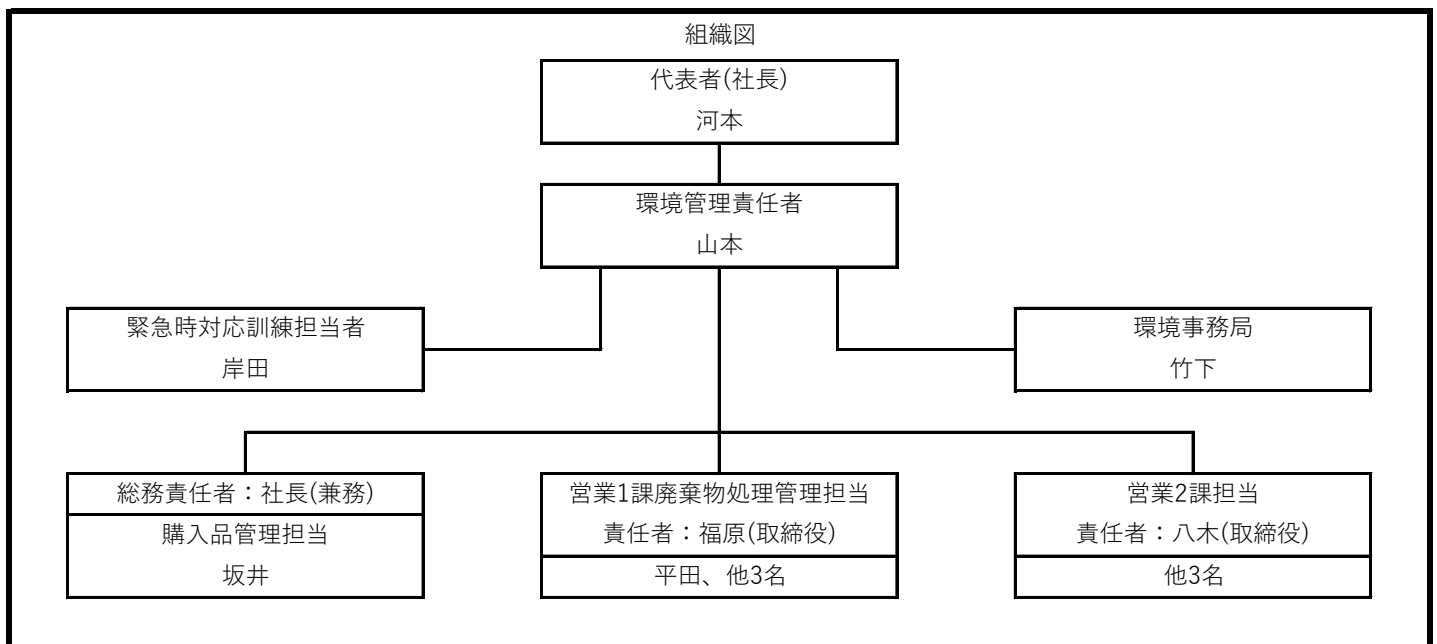 組織図
代表者(社長)
河本
環境管理責任者
山本
緊急時対応訓練担当者
岸田
環境事務局
竹下
総務責任者：社長(兼務)
購入品管理担当
坂井
営業1課廃棄物処理管理担当
責任者：福原(取締役)
平田、他3名
営業2課担当
責任者：八木(取締役)
他3名